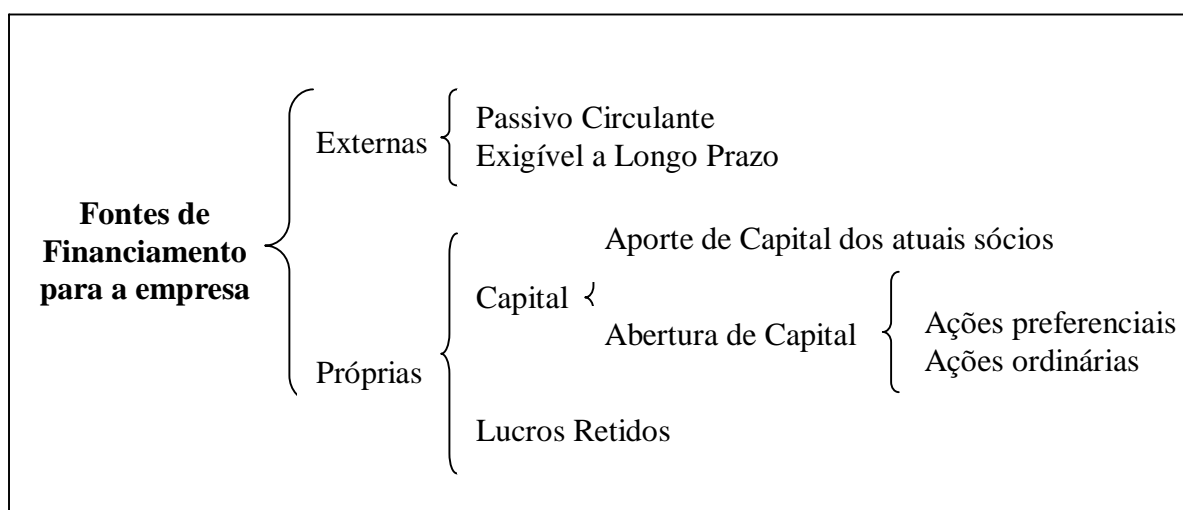 Fontes de
Financiamento
para a empresa
Externas
Passivo Circulante
Exigível a Longo Prazo
Próprias
Capital
Aporte de Capital dos atuais sócios
Abertura de Capital
Ações preferenciais
Ações ordinárias
Lucros Retidos